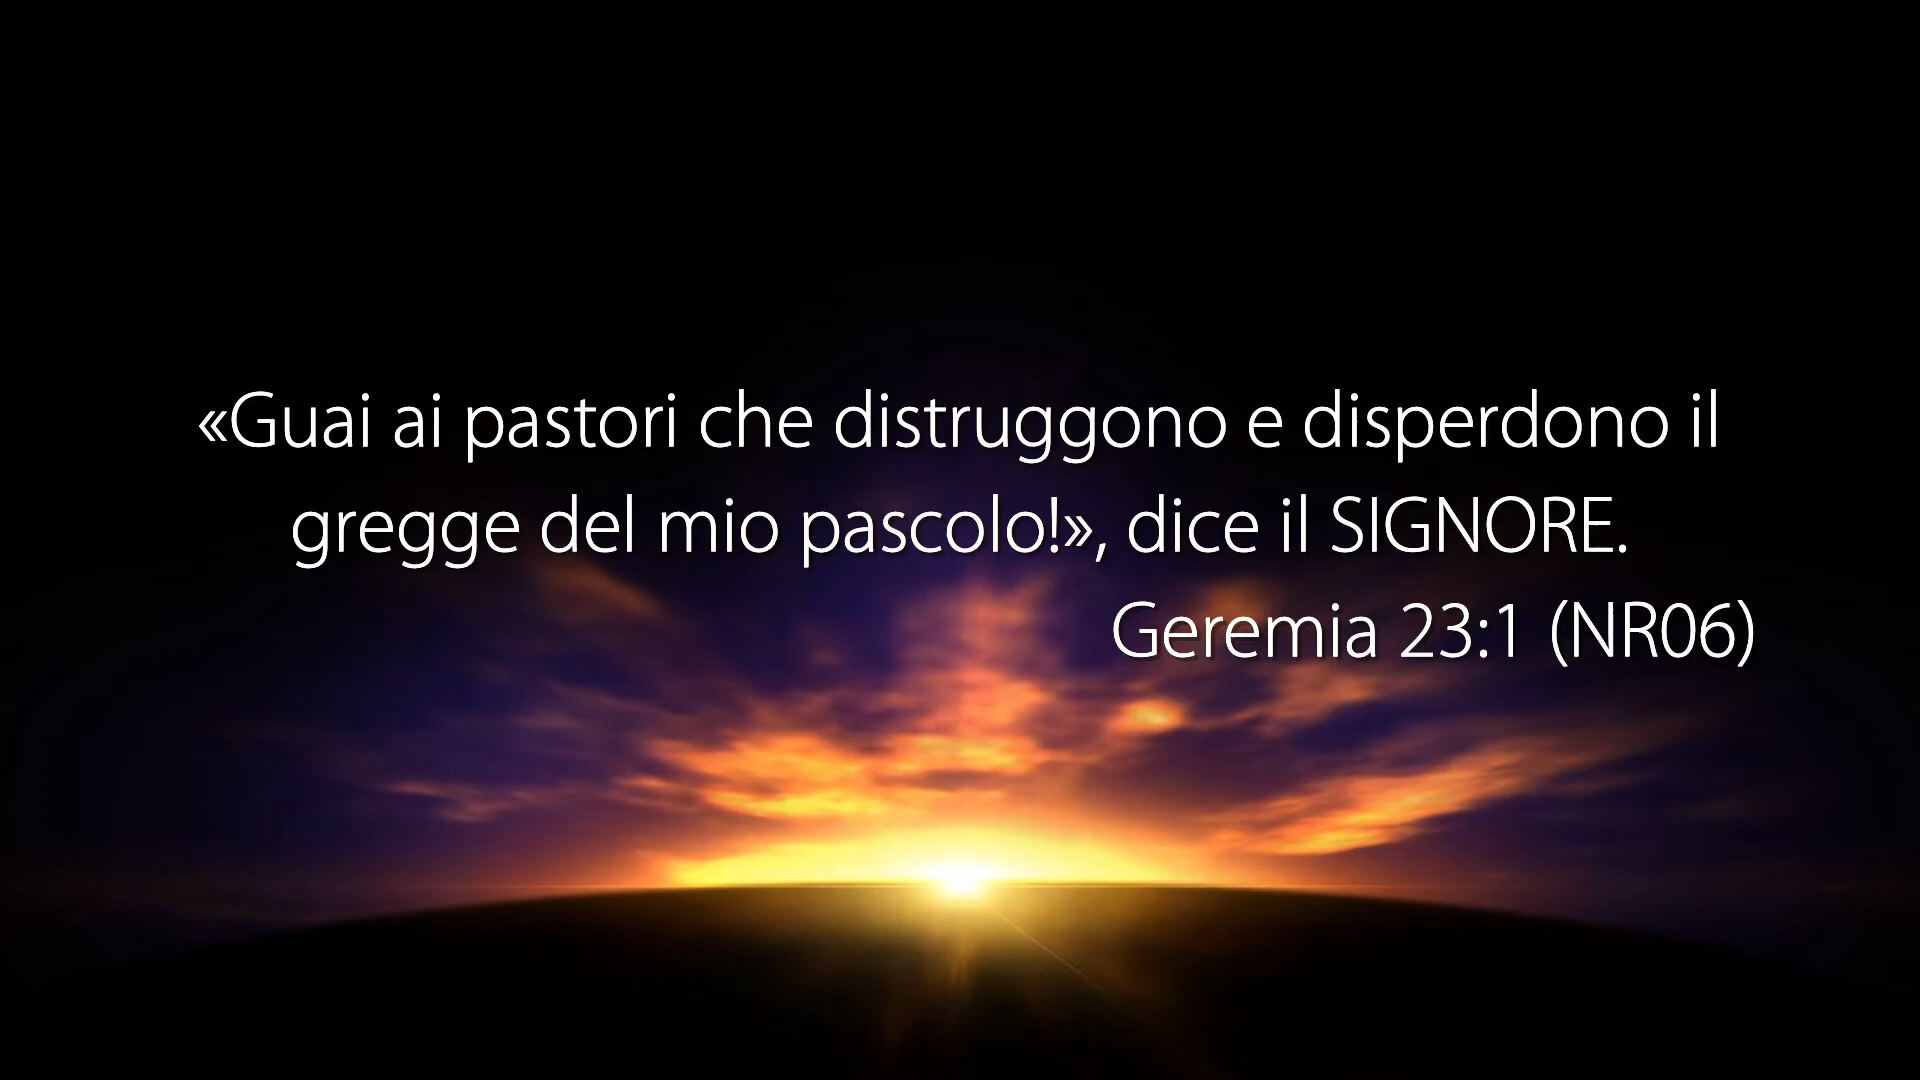 «Guai ai pastori che distruggono e disperdono il
gregge del mio pascolo!», dice il SIGNORE.
Geremia 23:1 (NR06)